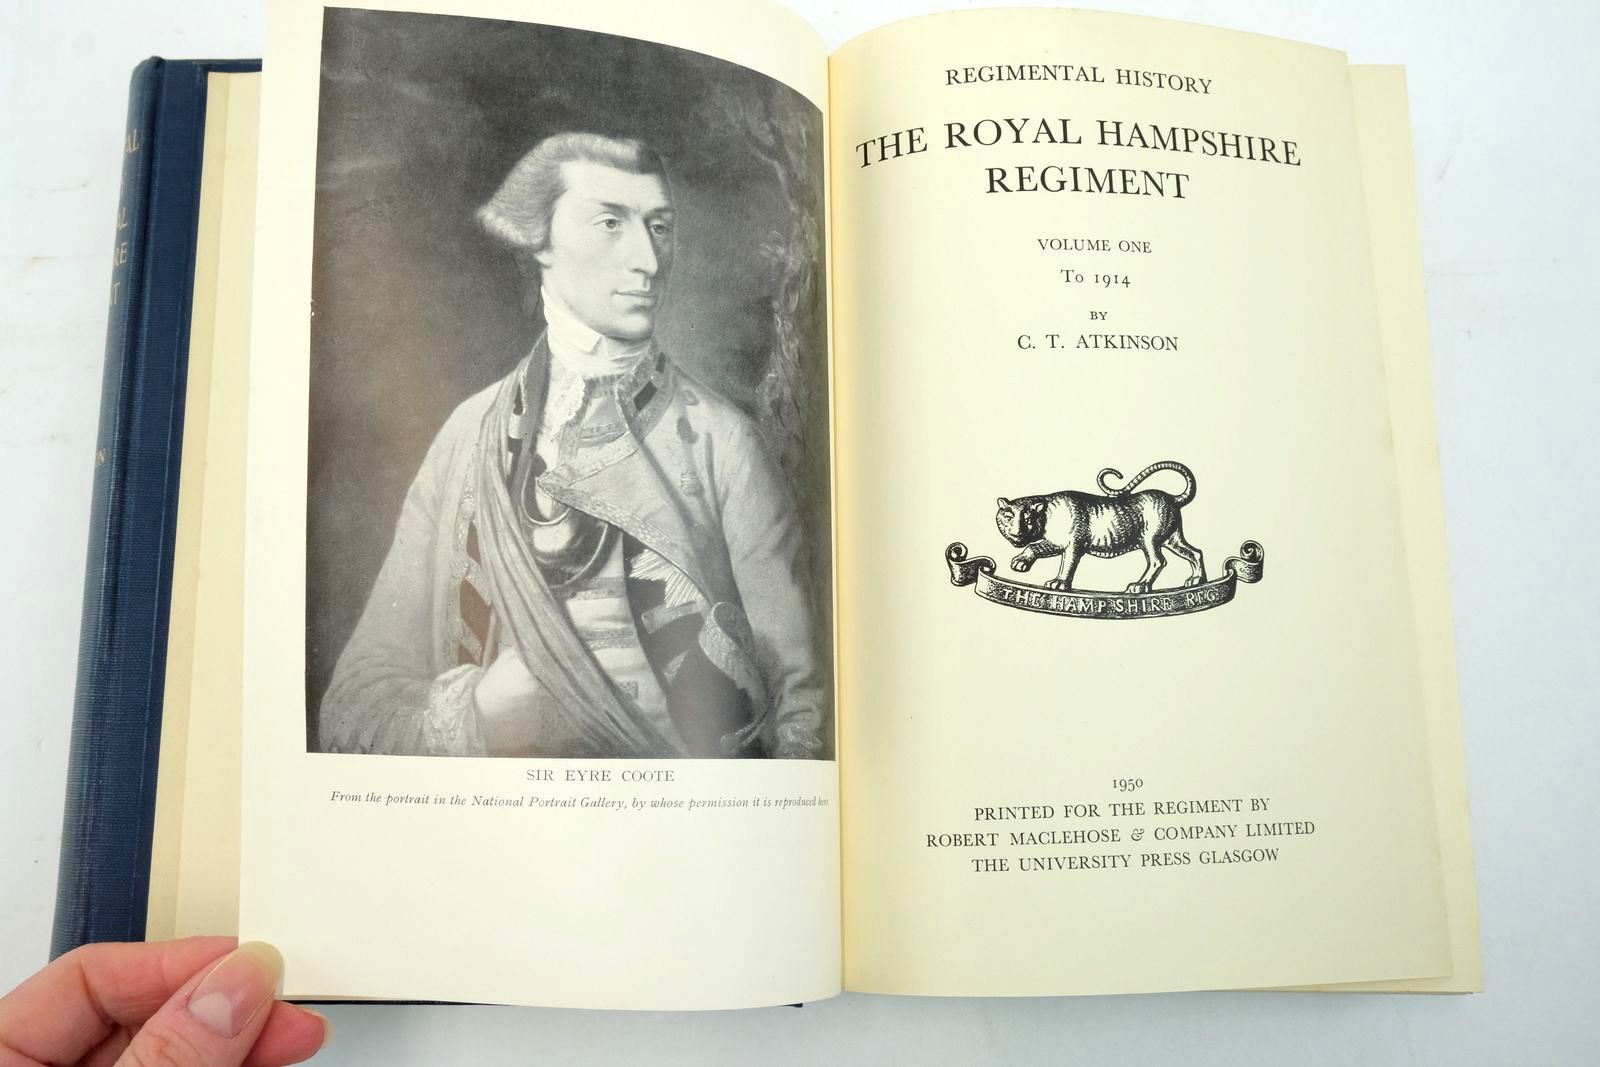 SIR EYRE COOTE
From the portrait in the National Portrait Gallery, by whose permission it is reproduced here
REGIMENTAL HISTORY
THE ROYAL HAMPSHIRE
REGIMENT
VOLUME ONE
To 1914
BY
C. T. ATKINSON
THE HAMPSHIRE REG
1950
PRINTED FOR THE REGIMENT BY
ROBERT MACLEHOSE & COMPANY LIMITED
THE UNIVERSITY PRESS GLASGOW